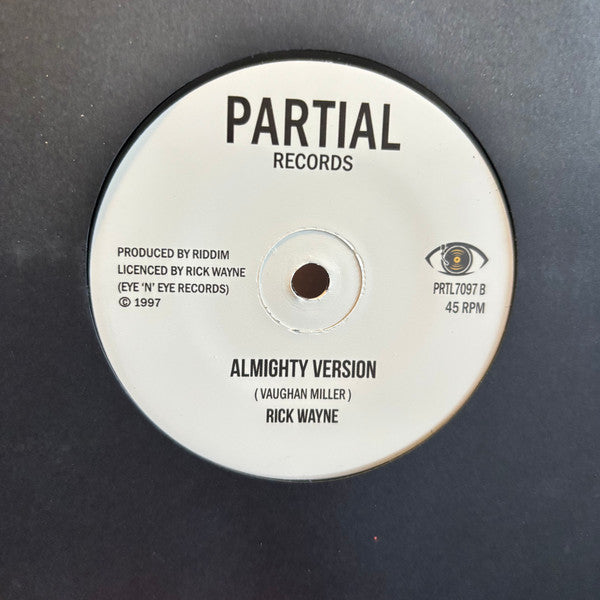 PARTIAL
RECORDS
PRODUCED BY RIDDIM
LICENCED BY RICK WAYNE
(EYE 'N' EYE RECORDS)
© 1997
PRTL7097 B
45 RPM
ALMIGHTY VERSION
( VAUGHAN MILLER )
RICK WAYNE